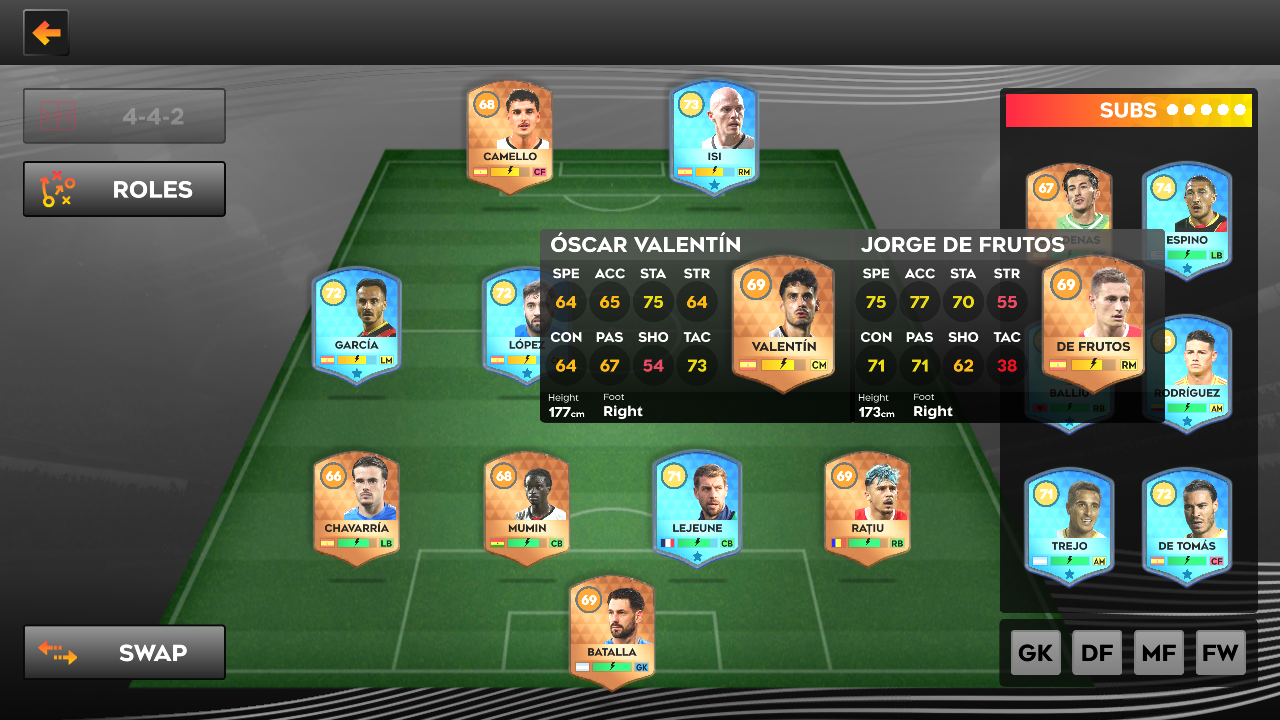 4-4-2
ROLES
SUBS
68
CAMELLO
CF
73
ISI
RM
67
74
ESPINO
LB
72
GARCÍA
LM
72
LÓPEZ
ÓSCAR VALENTÍN
SPE ACC STA STR
64 65 75 64
CON PAS SHO TAC
64 67 54 73
Height Foot
177cm Right
69
VALENTÍN
CM
JORGE DE FRUTOS
SPE ACC STA STR
75 77 70 55
CON PAS SHO TAC
71 71 62 38
Height Foot
173cm Right
69
DE FRUTOS
RM
BALLIU
RB
RODRÍGUEZ
AM
66
CHAVARRÍA
LB
68
MUMIN
CB
71
LEJEUNE
CB
69
RAȚIU
RB
71
TREJO
AM
72
DE TOMÁS
CF
69
BATALLA
GK
SWAP
GK DF MF FW